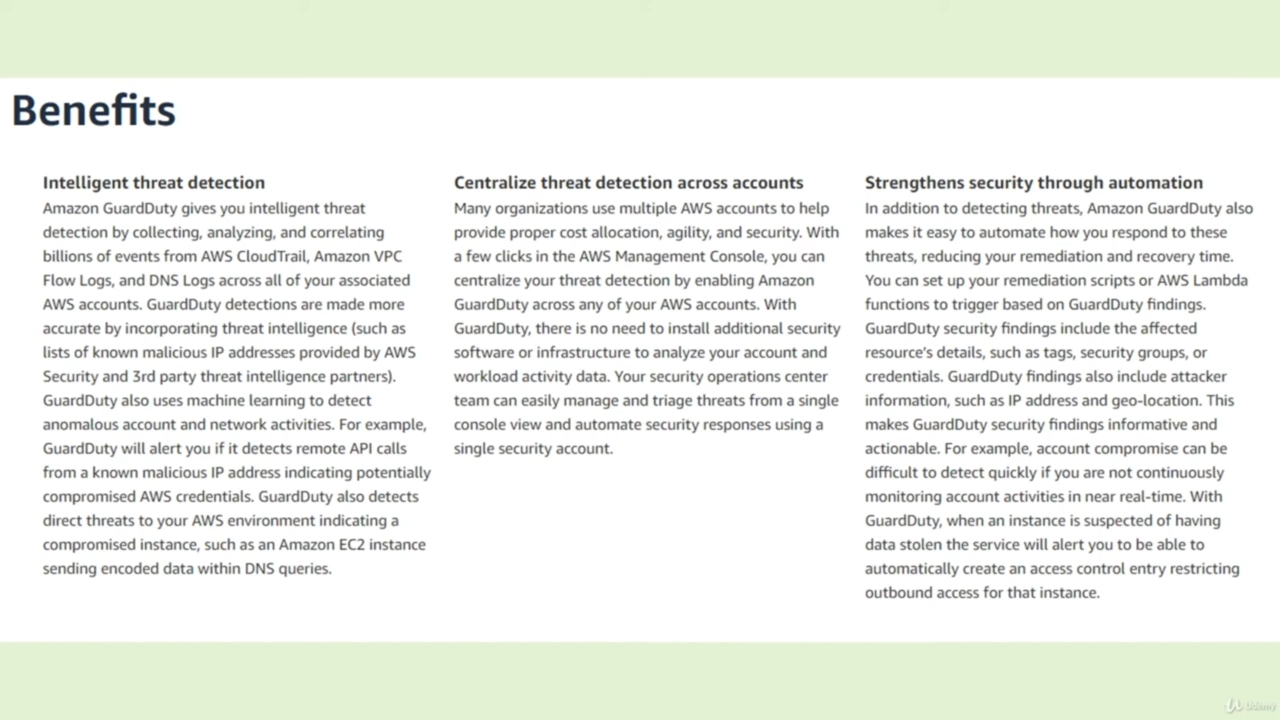 Benefits
Intelligent threat detection
Amazon GuardDuty gives you intelligent threat
detection by collecting, analyzing, and correlating
billions of events from AWS CloudTrail, Amazon VPC
Flow Logs, and DNS Logs across all of your associated
AWS accounts. GuardDuty detections are made more
accurate by incorporating threat intelligence (such as
lists of known malicious IP addresses provided by AWS
Security and 3rd party threat intelligence partners).
GuardDuty also uses machine learning to detect
anomalous account and network activities. For example,
GuardDuty will alert you if it detects remote API calls
from a known malicious IP address indicating potentially
compromised AWS credentials. GuardDuty also detects
direct threats to your AWS environment indicating a
compromised instance, such as an Amazon EC2 instance
sending encoded data within DNS queries.
Centralize threat detection across accounts
Many organizations use multiple AWS accounts to help
provide proper cost allocation, agility, and security. With
a few clicks in the AWS Management Console, you can
centralize your threat detection by enabling Amazon
GuardDuty across any of your AWS accounts. With
GuardDuty, there is no need to install additional security
software or infrastructure to analyze your account and
workload activity data. Your security operations center
team can easily manage and triage threats from a single
console view and automate security responses using a
single security account.
Strengthens security through automation
In addition to detecting threats, Amazon GuardDuty also
makes it easy to automate how you respond to these
threats, reducing your remediation and recovery time.
You can set up your remediation scripts or AWS Lambda
functions to trigger based on GuardDuty findings.
GuardDuty security findings include the affected
resource's details, such as tags, security groups, or
credentials. GuardDuty findings also include attacker
information, such as IP address and geo-location. This
makes GuardDuty security findings informative and
actionable. For example, account compromise can be
difficult to detect quickly if you are not continuously
monitoring account activities in near real-time. With
GuardDuty, when an instance is suspected of having
data stolen the service will alert you to be able to
automatically create an access control entry restricting
outbound access for that instance.
Udemy